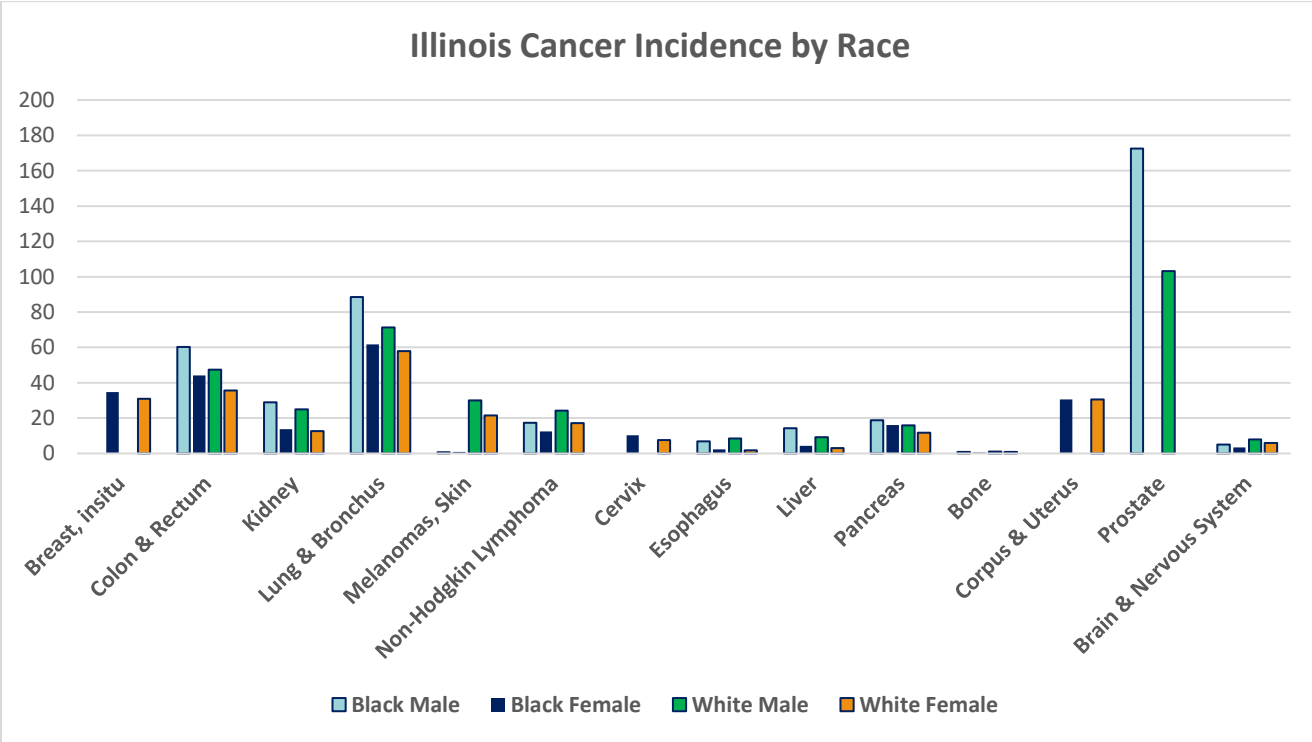 Illinois Cancer Incidence by Race
200
180
160
140
120
100
80
60
40
20
0
Breast, insitu
Colon & Rectum
Kidney
Lung & Bronchus
Melanomas, Skin
Non-Hodgkin Lymphoma
Cervix
Esophagus
Liver
Pancreas
Bone
Corpus & Uterus
Prostate
Brain & Nervous System
Black Male Black Female White Male White Female